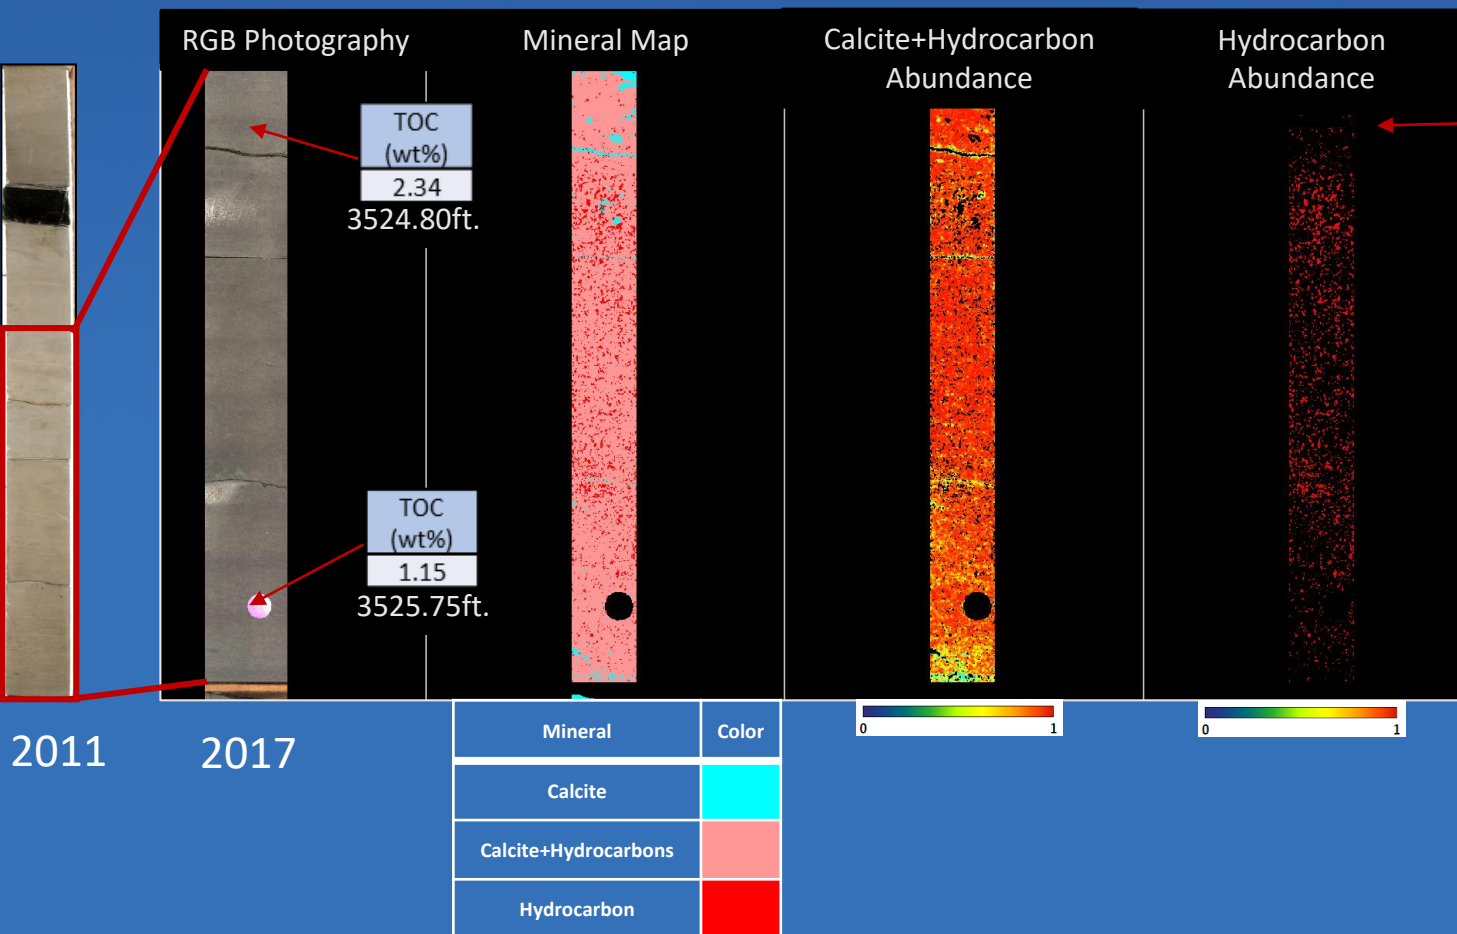 RGB Photography
Mineral Map
Calcite+Hydrocarbon
Abundance
Hydrocarbon
Abundance
TOC
(wt%)
2.34
3524.80ft.
TOC
(wt%)
1.15
3525.75ft.
2011
2017
Mineral Color
Calcite
Calcite+Hydrocarbons
Hydrocarbon
0 1
0 1